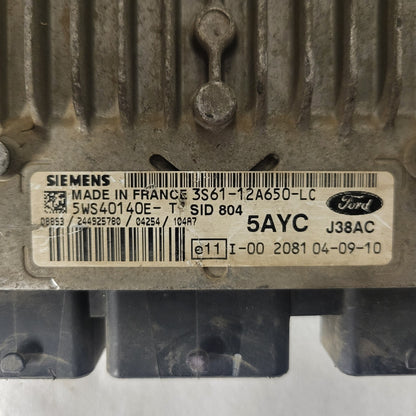 SIEMENS
MADE IN FRANCE 3S61-12A650-LC
5WS40140E- T SID 804
08853 / 244925780 / 04254 / 104A7
5AYC
Ford
J38AC
e11 I-00 2081 04-09-10